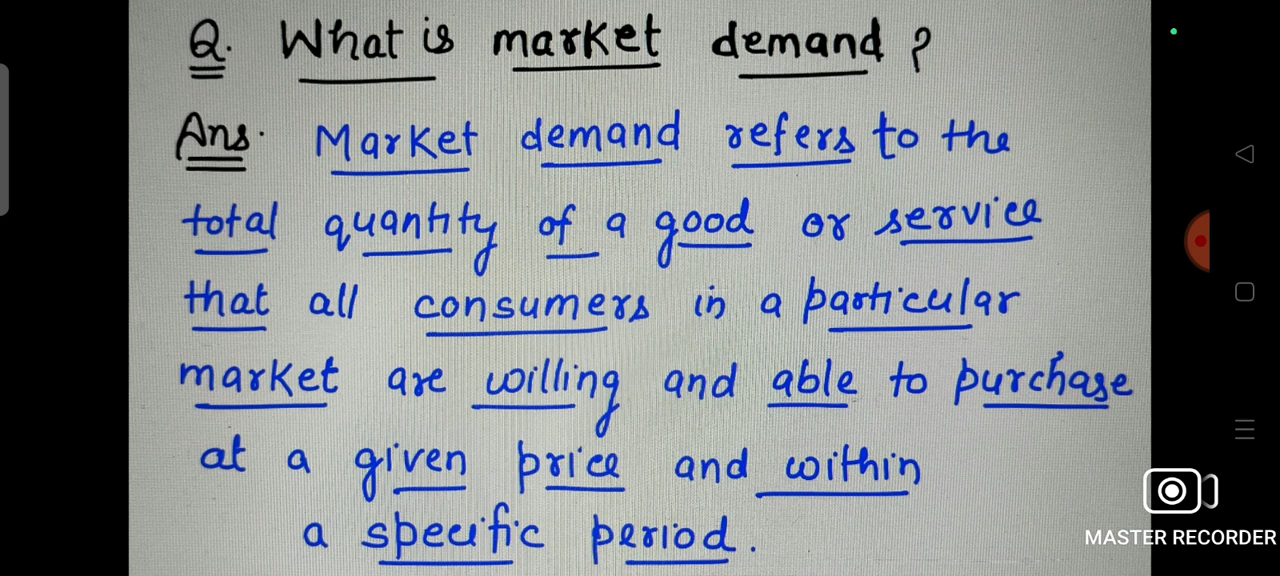 Q. What is market demand ?
Ans. Market demand refers to the
total quantity of a good or service
that all consumers in a particular
market are willing and able to purchase
at a given price and within
a specific period.
MASTER RECORDER